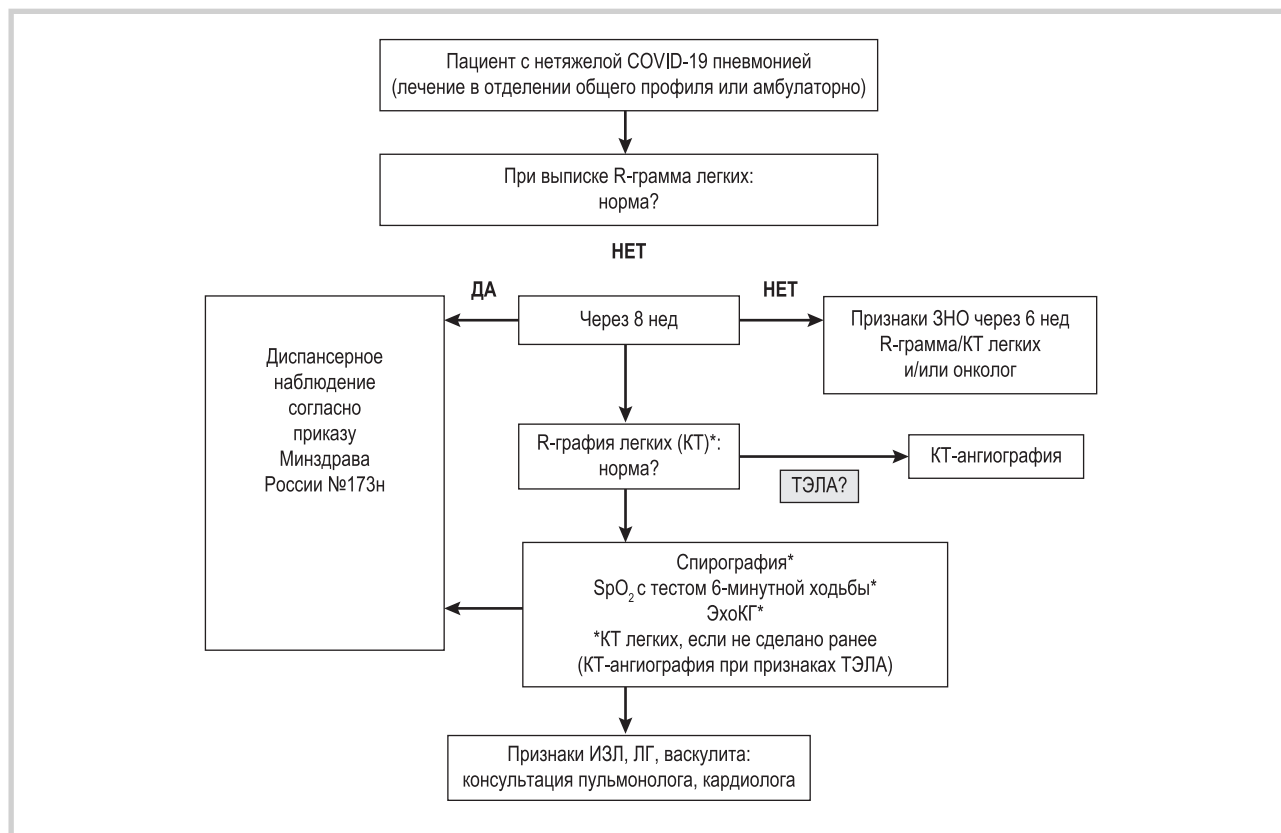 Пациент с нетяжелой COVID-19 пневмонией
(лечение в отделении общего профиля или амбулаторно)
При выписке R-грамма легких:
норма?
НЕТ
ДА
НЕТ
Диспансерное
наблюдение
согласно
приказу
Минздрава
России №173н
Через 8 нед
Признаки ЗНО через 6 нед
R-грамма/КТ легких
и/или онколог
R-графия легких (КТ)*:
норма?
ТЭЛА?
КТ-ангиография
Спирография*
SpO₂ с тестом 6-минутной ходьбы*
ЭхоКГ*
*КТ легких, если не сделано ранее
(КТ-ангиография при признаках ТЭЛА)
Признаки ИЗЛ, ЛГ, васкулита:
консультация пульмонолога, кардиолога